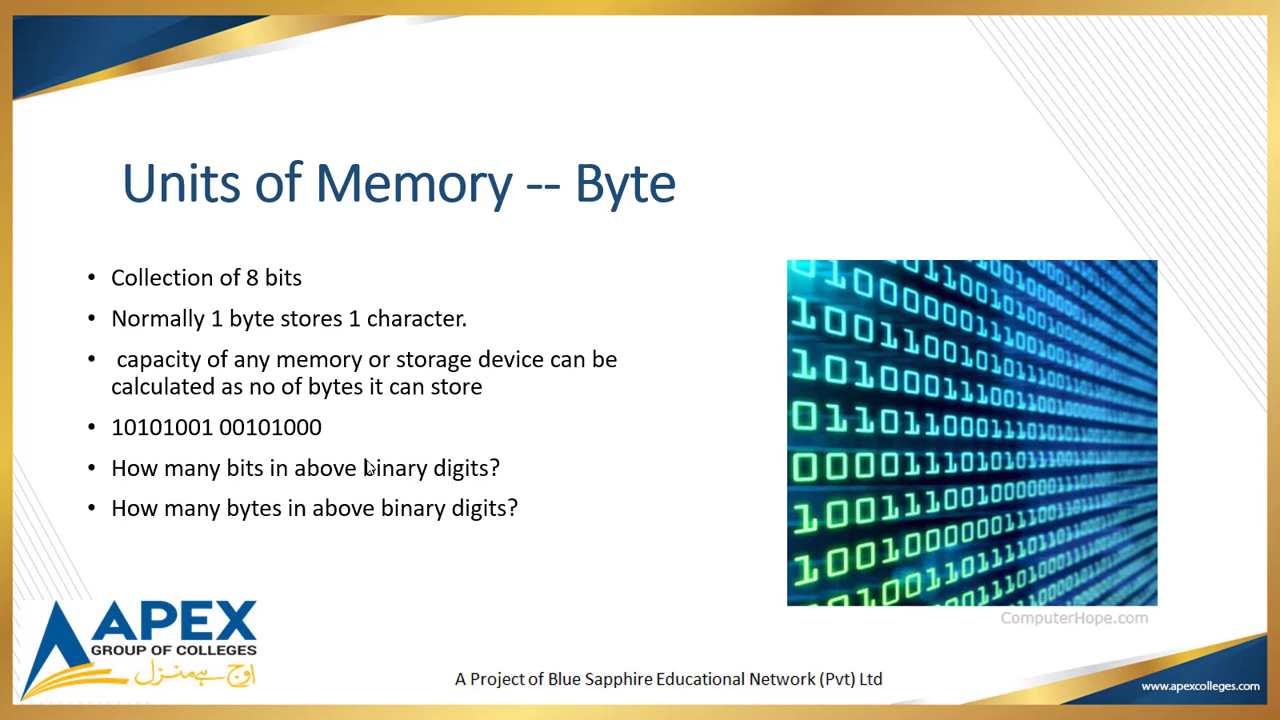 Units of Memory -- Byte
• Collection of 8 bits
• Normally 1 byte stores 1 character.
• capacity of any memory or storage device can be
calculated as no of bytes it can store
• 10101001 00101000
• How many bits in above binary digits?
• How many bytes in above binary digits?
ComputerHope.com
APEX
GROUP OF COLLEGES
اوج ہے منزل
A Project of Blue Sapphire Educational Network (Pvt) Ltd
www.apexcolleges.com